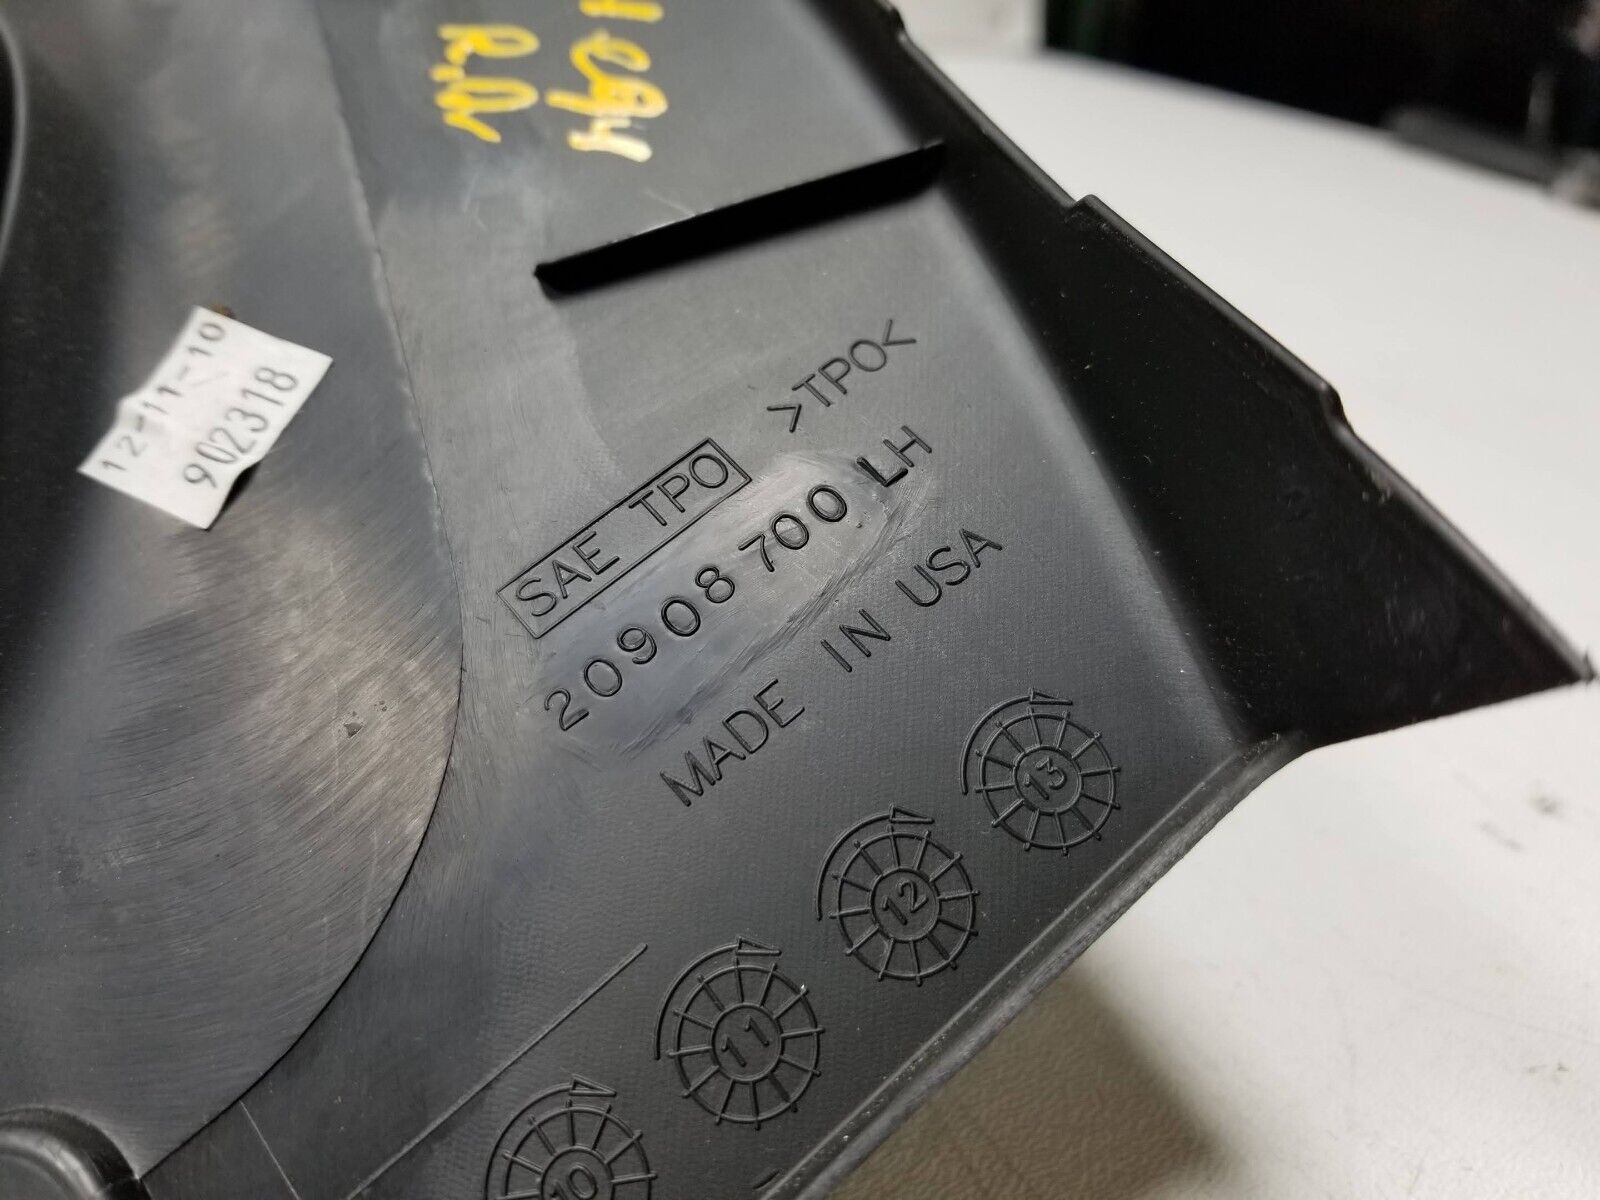 12-11-10
902318
>TPO<
SAE TPO
20908700 LH
MADE IN USA
13
12
11
10